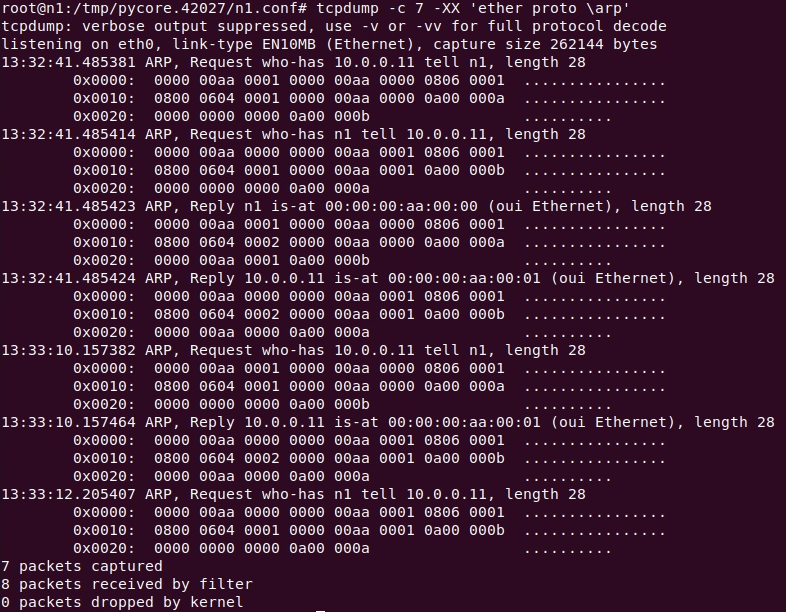 root@n1:/tmp/pycore.42027/n1.conf# tcpdump -c 7 -XX 'ether proto \arp'
tcpdump: verbose output suppressed, use -v or -vv for full protocol decode
listening on eth0, link-type EN10MB (Ethernet), capture size 262144 bytes
13:32:41.485381 ARP, Request who-has 10.0.0.11 tell n1, length 28
        0x0000:  0000 00aa 0001 0000 00aa 0000 0806 0001  ................
        0x0010:  0800 0604 0001 0000 00aa 0000 0a00 000a  ................
        0x0020:  0000 0000 0000 0a00 000b                 ..........
13:32:41.485414 ARP, Request who-has n1 tell 10.0.0.11, length 28
        0x0000:  0000 00aa 0000 0000 00aa 0001 0806 0001  ................
        0x0010:  0800 0604 0001 0000 00aa 0001 0a00 000b  ................
        0x0020:  0000 0000 0000 0a00 000a                 ..........
13:32:41.485423 ARP, Reply n1 is-at 00:00:00:aa:00:00 (oui Ethernet), length 28
        0x0000:  0000 00aa 0001 0000 00aa 0000 0806 0001  ................
        0x0010:  0800 0604 0002 0000 00aa 0000 0a00 000a  ................
        0x0020:  0000 00aa 0001 0a00 000b                 ..........
13:32:41.485424 ARP, Reply 10.0.0.11 is-at 00:00:00:aa:00:01 (oui Ethernet), length 28
        0x0000:  0000 00aa 0000 0000 00aa 0001 0806 0001  ................
        0x0010:  0800 0604 0002 0000 00aa 0001 0a00 000b  ................
        0x0020:  0000 00aa 0000 0a00 000a                 ..........
13:33:10.157382 ARP, Request who-has 10.0.0.11 tell n1, length 28
        0x0000:  0000 00aa 0001 0000 00aa 0000 0806 0001  ................
        0x0010:  0800 0604 0001 0000 00aa 0000 0a00 000a  ................
        0x0020:  0000 0000 0000 0a00 000b                 ..........
13:33:10.157464 ARP, Reply 10.0.0.11 is-at 00:00:00:aa:00:01 (oui Ethernet), length 28
        0x0000:  0000 00aa 0000 0000 00aa 0001 0806 0001  ................
        0x0010:  0800 0604 0002 0000 00aa 0001 0a00 000b  ................
        0x0020:  0000 00aa 0000 0a00 000a                 ..........
13:33:12.205407 ARP, Request who-has n1 tell 10.0.0.11, length 28
        0x0000:  0000 00aa 0000 0000 00aa 0001 0806 0001  ................
        0x0010:  0800 0604 0001 0000 00aa 0001 0a00 000b  ................
        0x0020:  0000 0000 0000 0a00 000a                 ..........
7 packets captured
8 packets received by filter
0 packets dropped by kernel